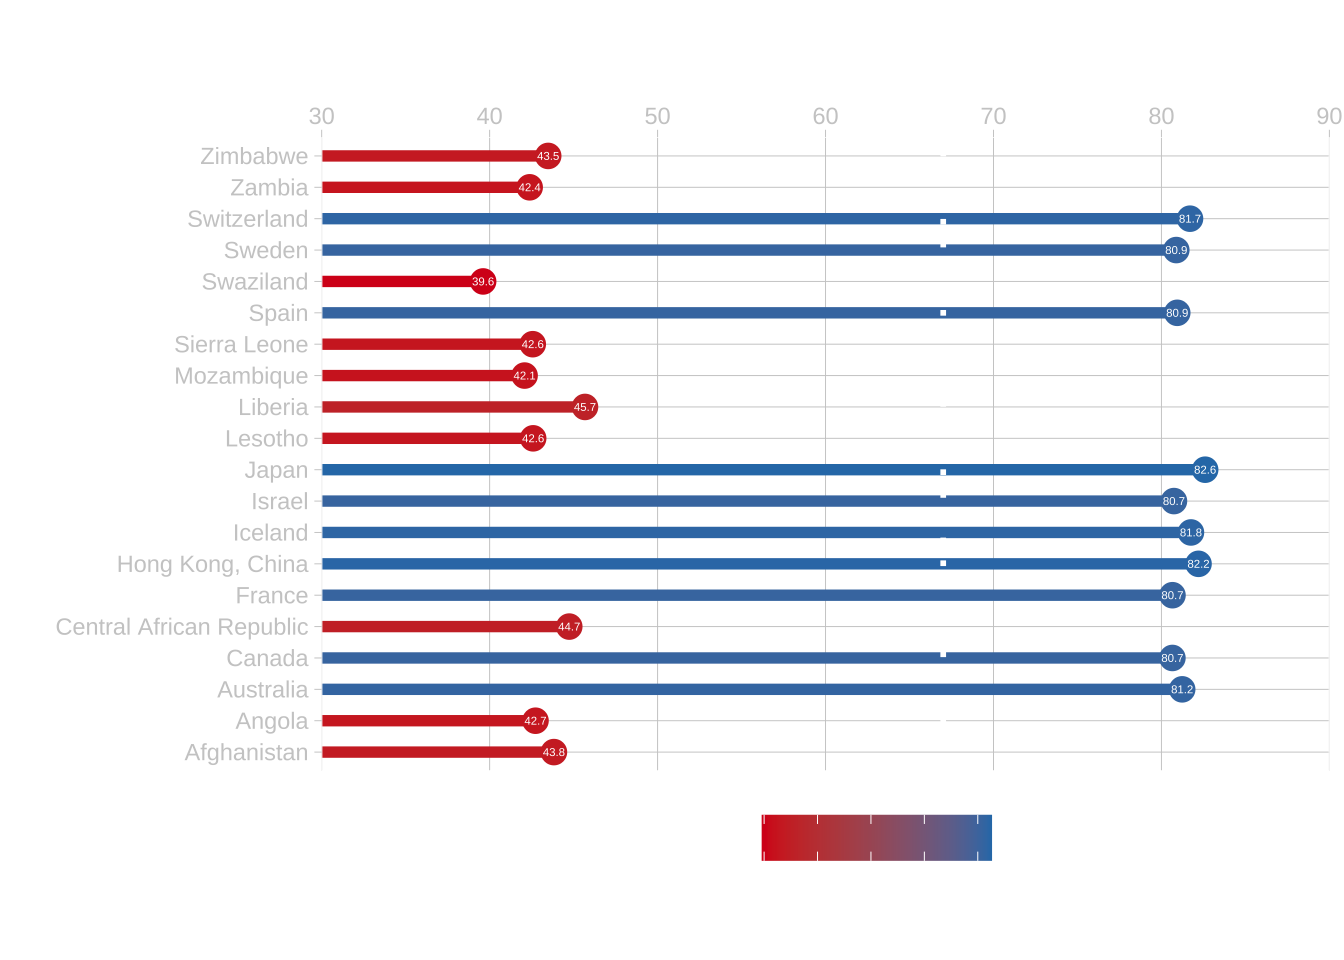 30 40 50 60 70 80 90
Zimbabwe 43.5
Zambia 42.4
Switzerland 81.7
Sweden 80.9
Swaziland 39.6
Spain 80.9
Sierra Leone 42.6
Mozambique 42.1
Liberia 45.7
Lesotho 42.6
Japan 82.6
Israel 80.7
Iceland 81.8
Hong Kong, China 82.2
France 80.7
Central African Republic 44.7
Canada 80.7
Australia 81.2
Angola 42.7
Afghanistan 43.8